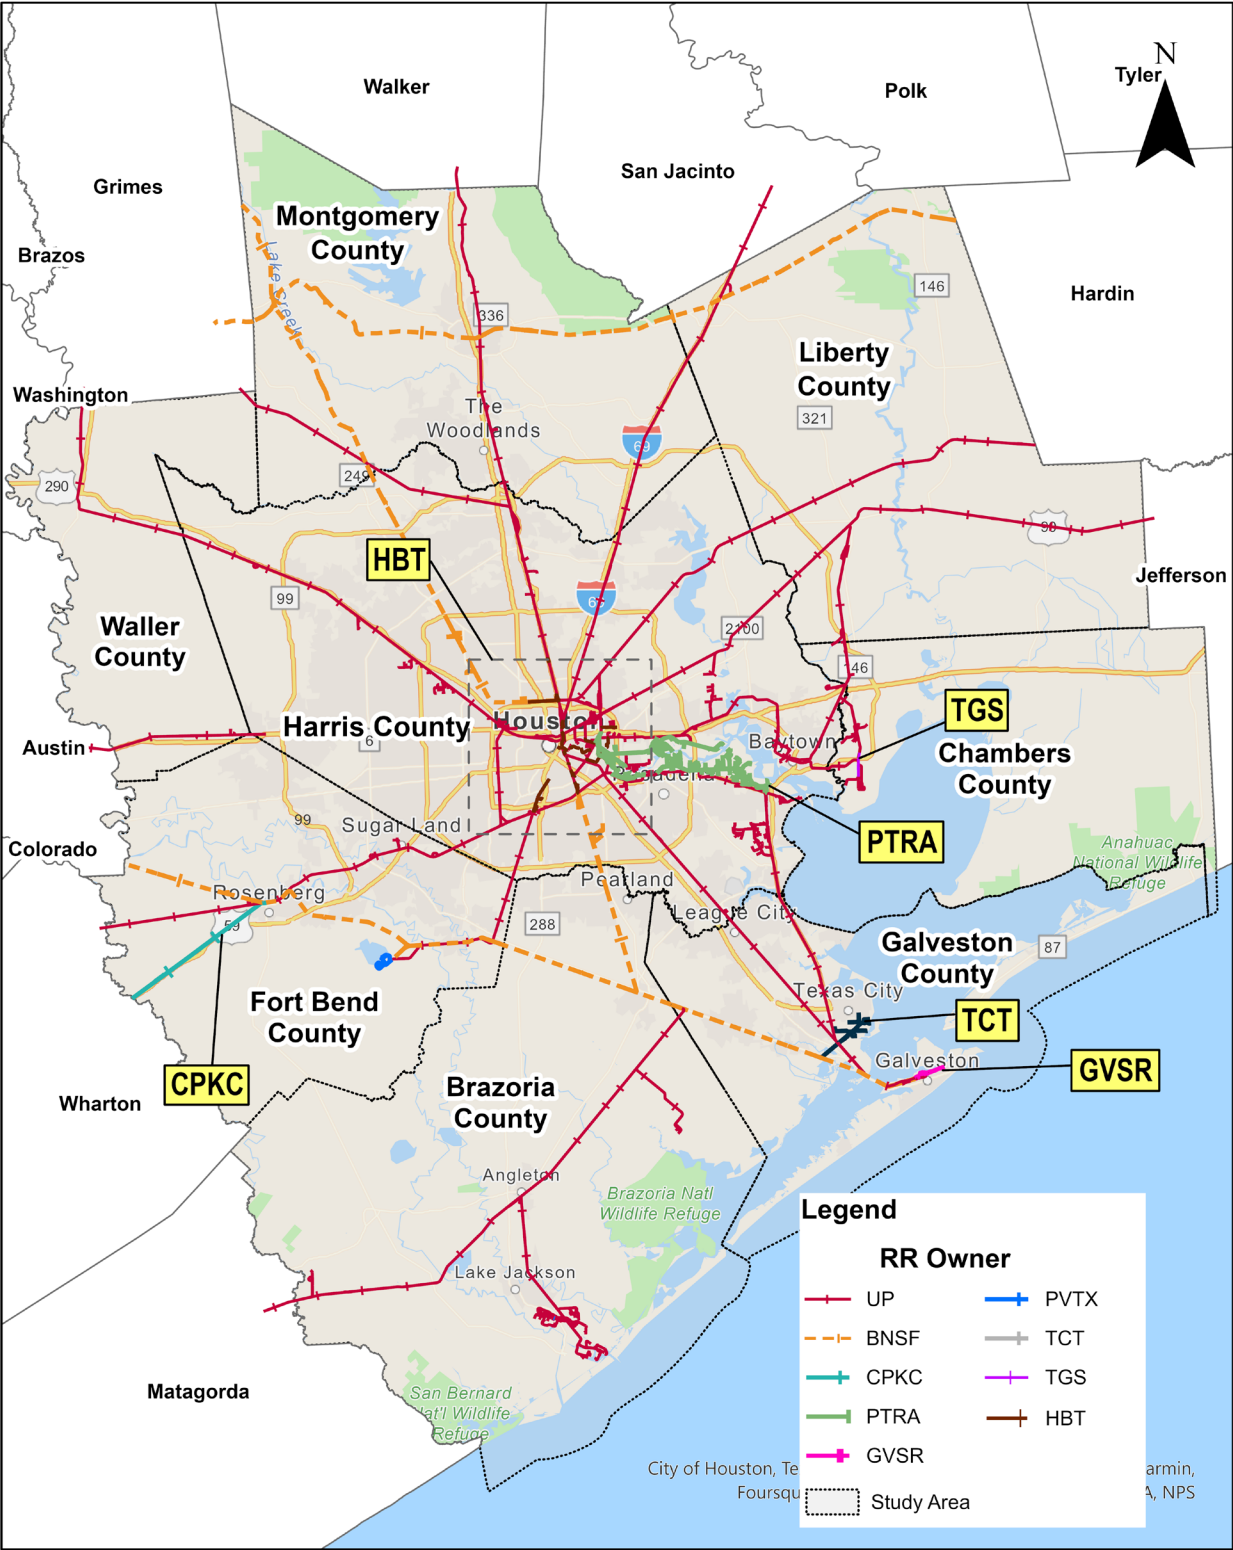 N
Tyler
Walker
Polk
San Jacinto
Grimes
Montgomery
County
Brazos
Lake Creek
146
Hardin
336
Liberty
County
Washington
The
Woodlands
321
69
249
290
90
HBT
Jefferson
99
Waller
County
2100
TGS
Harris County
Houston
Austin
6
Baytown
Chambers
County
Pasadena
99
Sugar Land
PTRA
Colorado
Anahuac
National Wildlife
Refuge
Rosenberg
Pearland
59
288
League City
Galveston
County
87
Fort Bend
County
Texas City
TCT
CPKC
Galveston
GVSR
Wharton
Brazoria
County
Angleton
Brazoria Natl
Wildlife Refuge
Legend
RR Owner
Lake Jackson
UP
PVTX
BNSF
TCT
CPKC
TGS
PTRA
HBT
GVSR
Study Area
Matagorda
San Bernard
Nat'l Wildlife
Refuge
City of Houston, Te
armin,
Foursqu
A, NPS